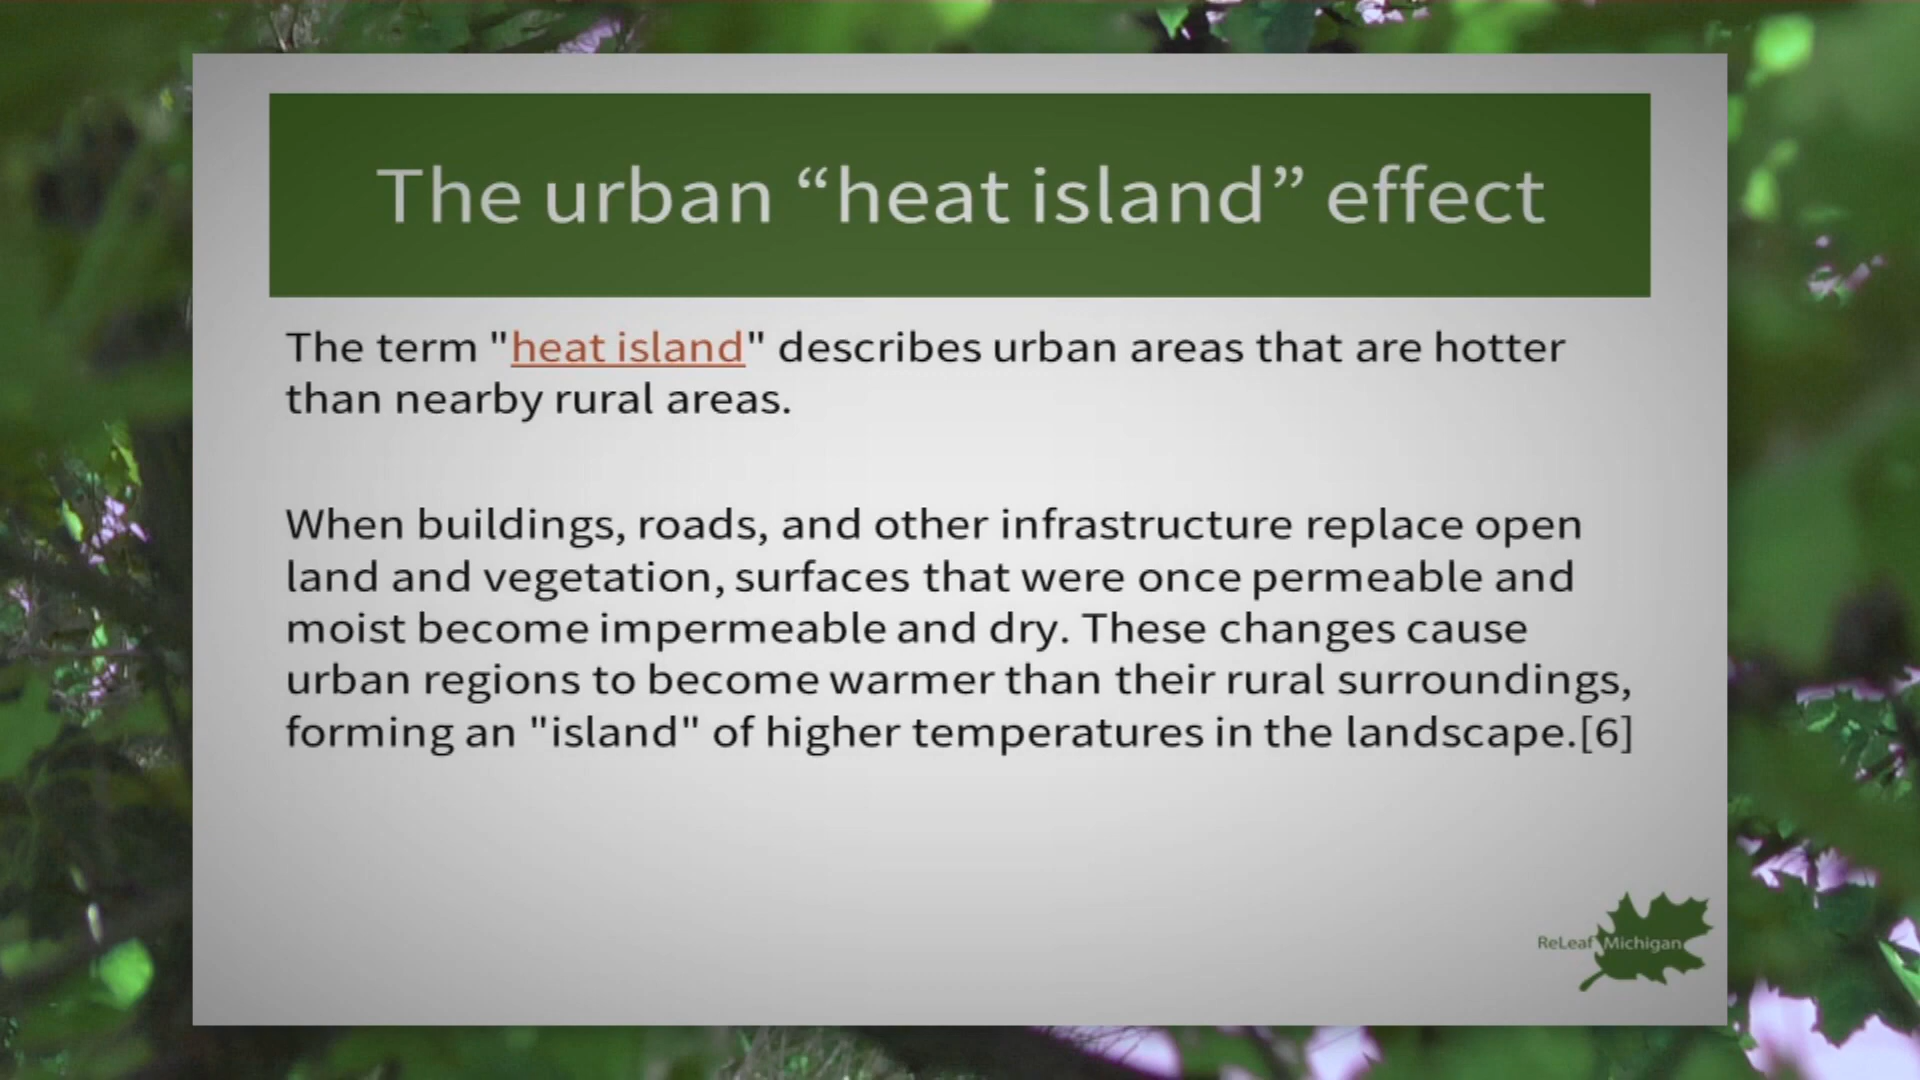 The urban “heat island” effect
The term "heat island" describes urban areas that are hotter
than nearby rural areas.
When buildings, roads, and other infrastructure replace open
land and vegetation, surfaces that were once permeable and
moist become impermeable and dry. These changes cause
urban regions to become warmer than their rural surroundings,
forming an "island" of higher temperatures in the landscape.[6]
ReLeaf Michigan